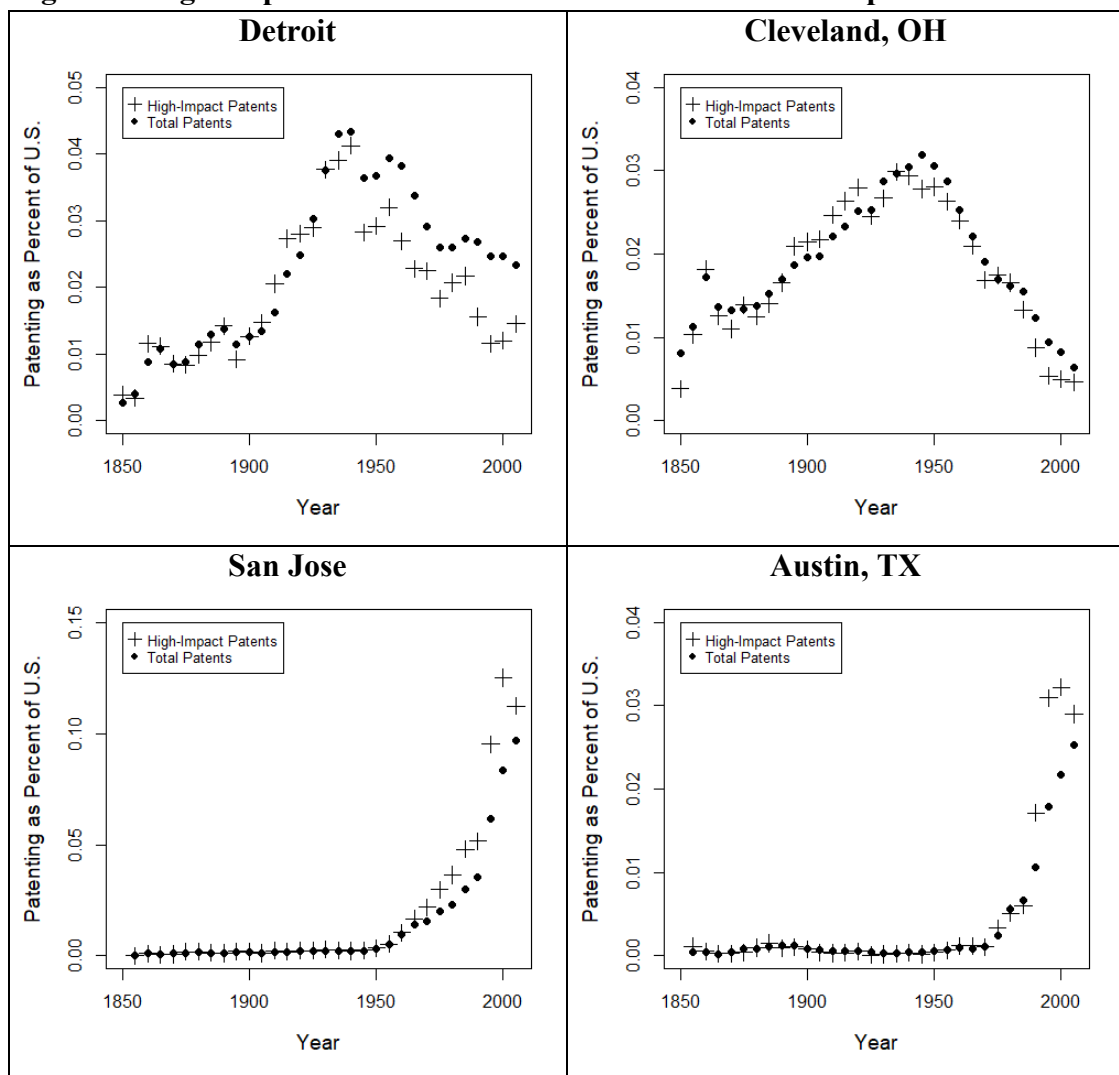 Detroit
Patenting as Percent of U.S.
0.05
0.04
0.03
0.02
0.01
0.00
High-Impact Patents
Total Patents
1850 1900 1950 2000
Year
Cleveland, OH
Patenting as Percent of U.S.
0.04
0.03
0.02
0.01
0.00
High-Impact Patents
Total Patents
1850 1900 1950 2000
Year
San Jose
Patenting as Percent of U.S.
0.15
0.10
0.05
0.00
High-Impact Patents
Total Patents
1850 1900 1950 2000
Year
Austin, TX
Patenting as Percent of U.S.
0.04
0.03
0.02
0.01
0.00
High-Impact Patents
Total Patents
1850 1900 1950 2000
Year